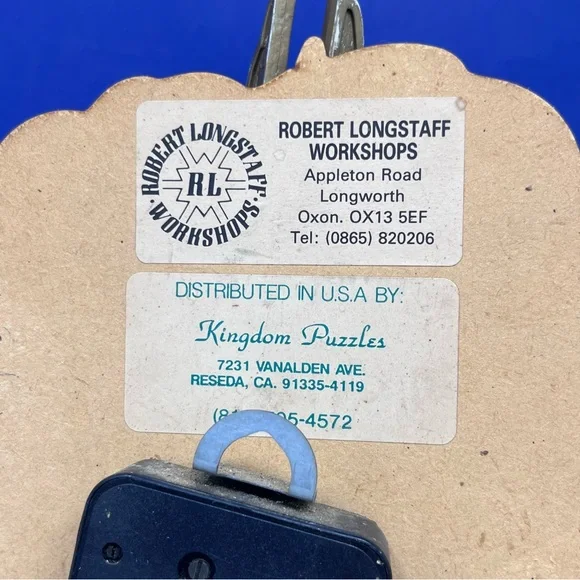 ROBERT LONGSTAFF
· WORKSHOPS ·
RL
ROBERT LONGSTAFF
WORKSHOPS
Appleton Road
Longworth
Oxon. OX13 5EF
Tel: (0865) 820206
DISTRIBUTED IN U.S.A BY:
Kingdom Puzzles
7231 VANALDEN AVE.
RESEDA, CA. 91335-4119